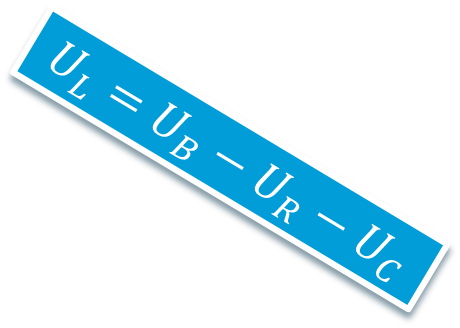 U_L = U_B − U_R − U_C